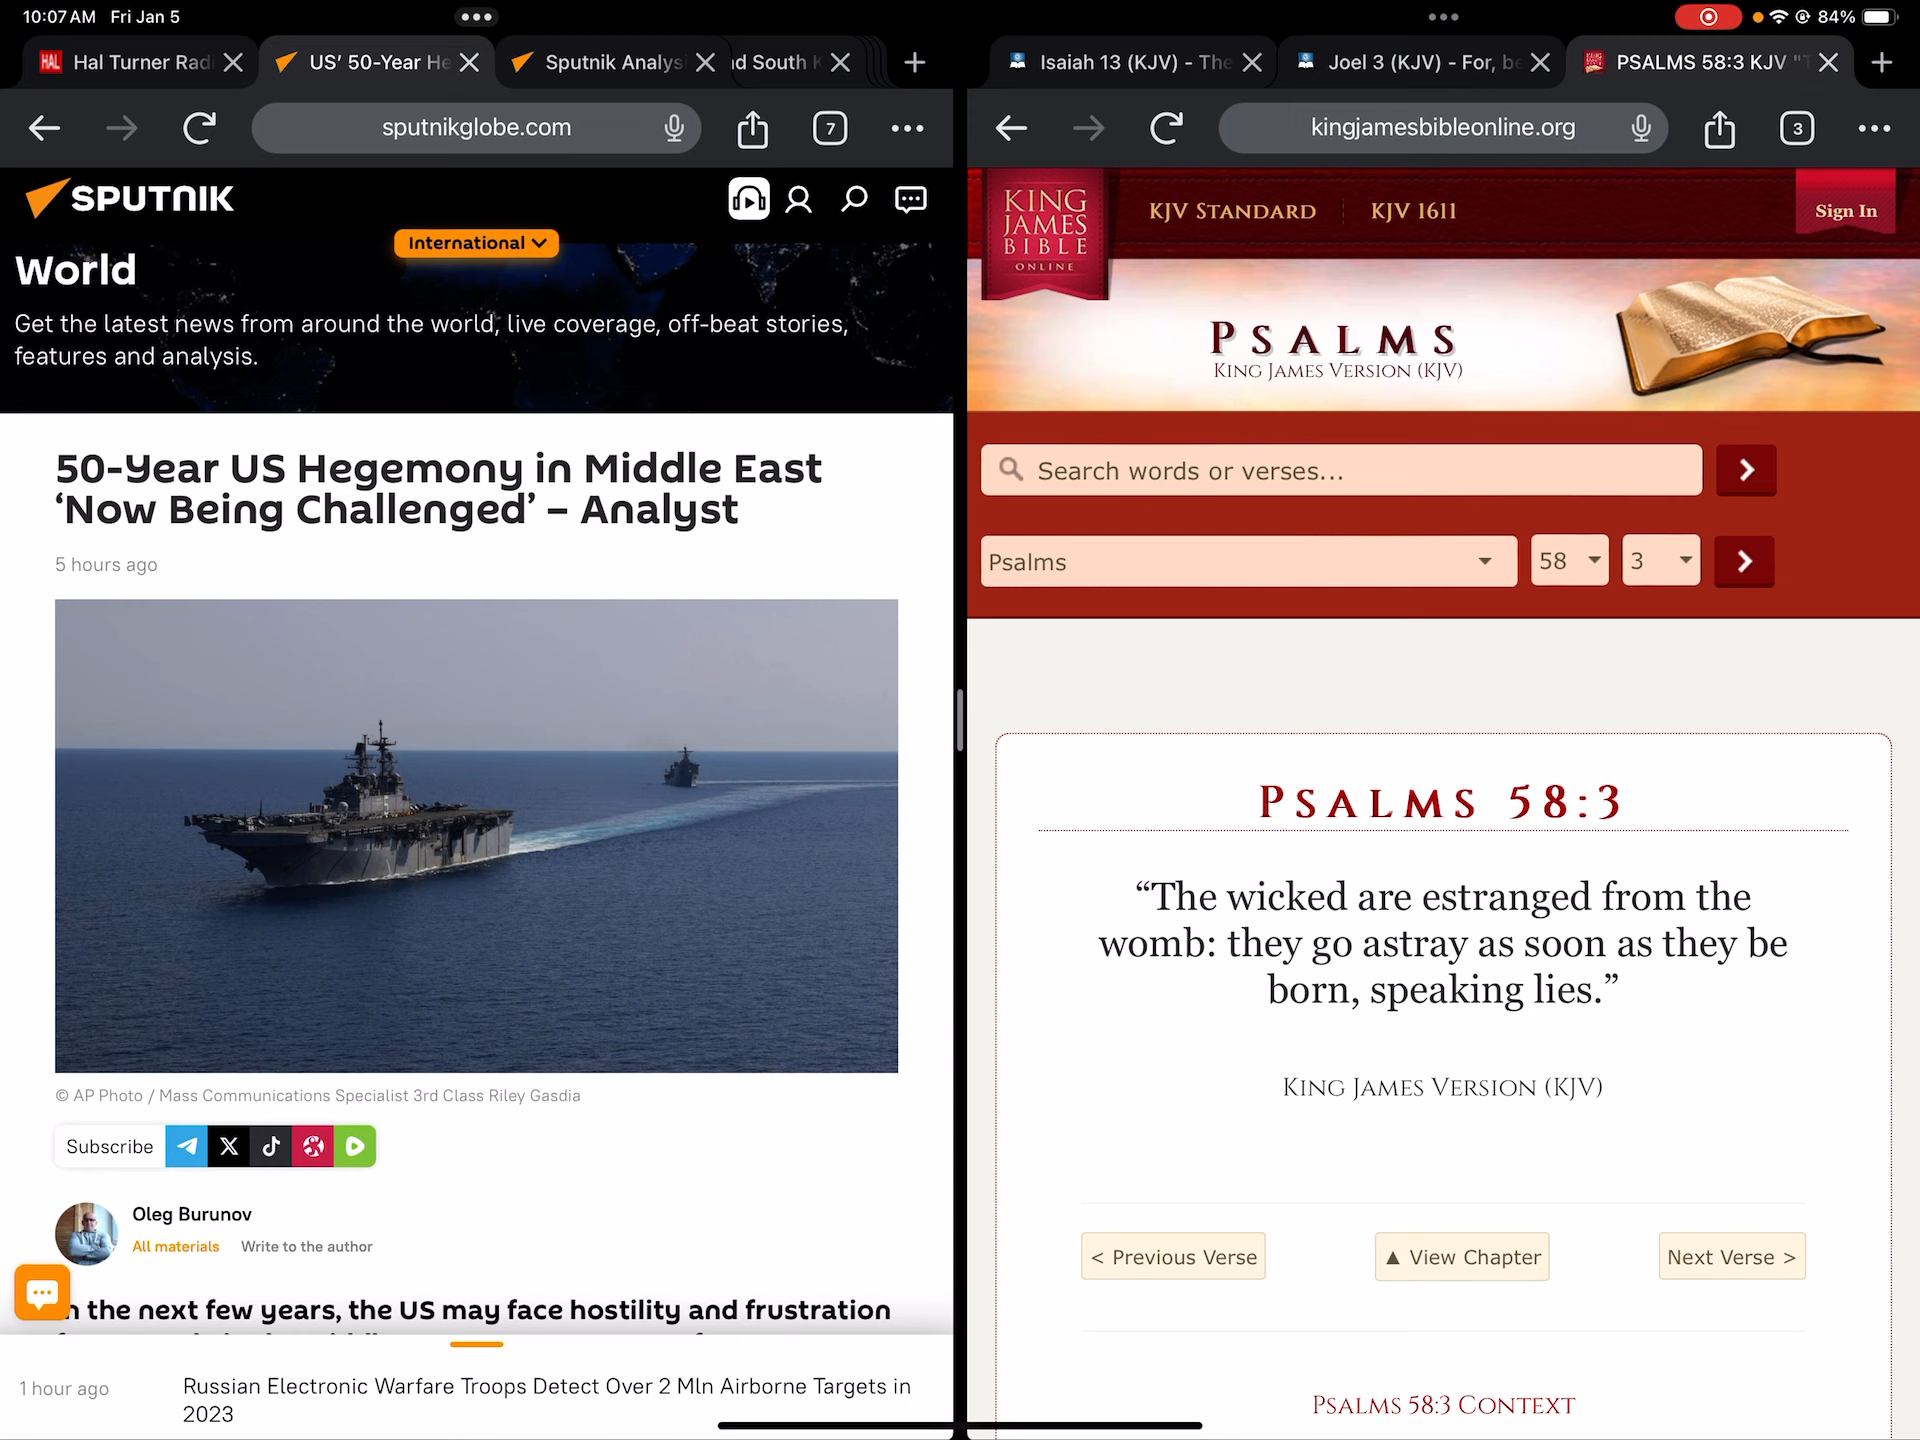 10:07 AM Fri Jan 5
84%
HAL
Hal Turner Rad
US' 50-Year He
Sputnik Analys
nd South K
sputnikglobe.com
7
SPUTNIK
International
World
Get the latest news from around the world, live coverage, off-beat stories,
features and analysis.
50-Year US Hegemony in Middle East
‘Now Being Challenged’ – Analyst
5 hours ago
© AP Photo / Mass Communications Specialist 3rd Class Riley Gasdia
Subscribe
Oleg Burunov
All materials Write to the author
n the next few years, the US may face hostility and frustration
1 hour ago
Russian Electronic Warfare Troops Detect Over 2 Mln Airborne Targets in
2023
Isaiah 13 (KJV) - The
Joel 3 (KJV) - For, be
PSALMS 58:3 KJV "T
kingjamesbibleonline.org
3
KING
JAMES
BIBLE
ONLINE
KJV STANDARD
KJV 1611
Sign In
PSALMS
KING JAMES VERSION (KJV)
Search words or verses...
Psalms
58
3
PSALMS 58:3
“The wicked are estranged from the
womb: they go astray as soon as they be
born, speaking lies.”
KING JAMES VERSION (KJV)
< Previous Verse
▲ View Chapter
Next Verse >
PSALMS 58:3 CONTEXT